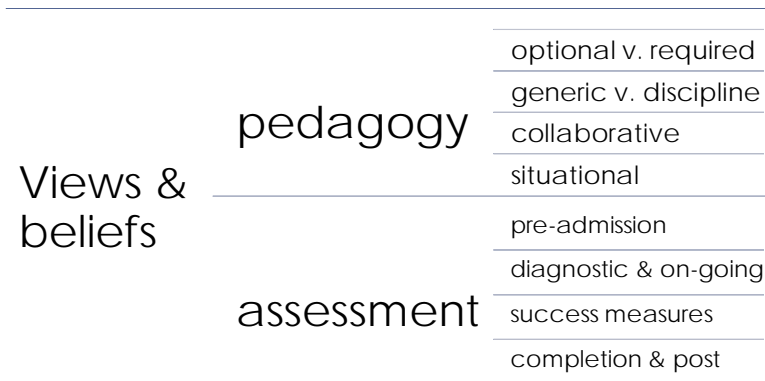 Views &
beliefs
pedagogy
optional v. required
generic v. discipline
collaborative
situational
assessment
pre-admission
diagnostic & on-going
success measures
completion & post